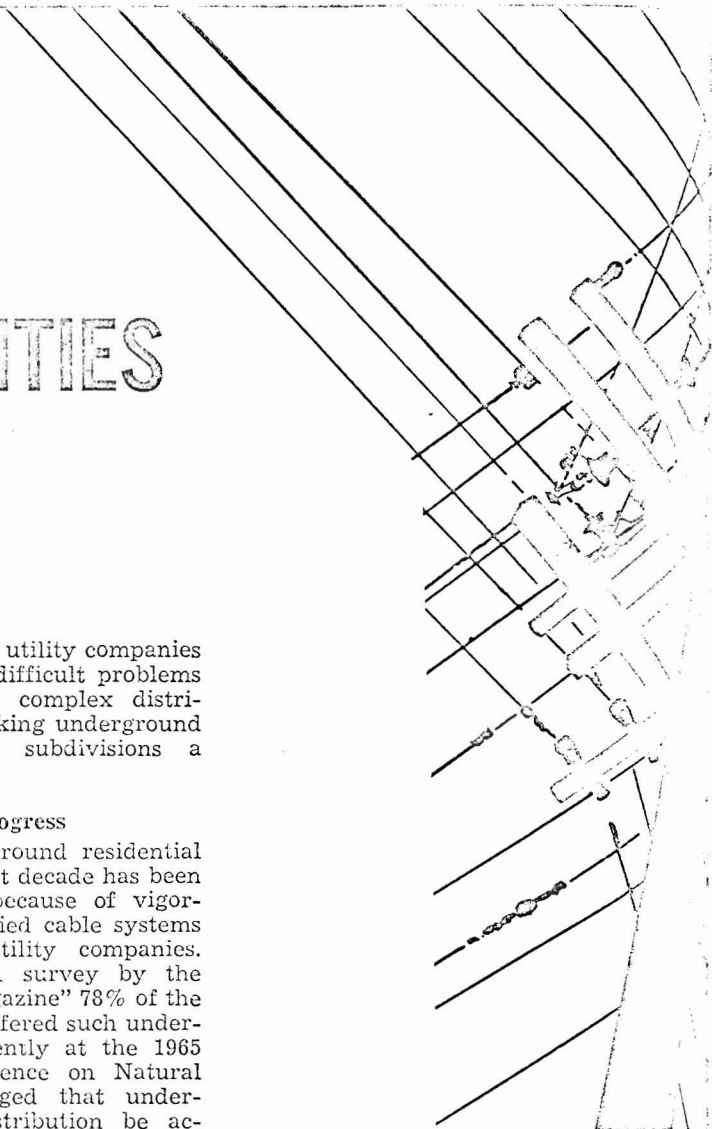 ITIES
utility companies
difficult problems
complex distri-
king underground
subdivisions a
ogress
round residential
t decade has been
because of vigor-
ied cable systems
tility companies.
survey by the
gazine” 78% of the
fered such under-
ently at the 1965
ence on Natural
ged that under-
stribution be ac-